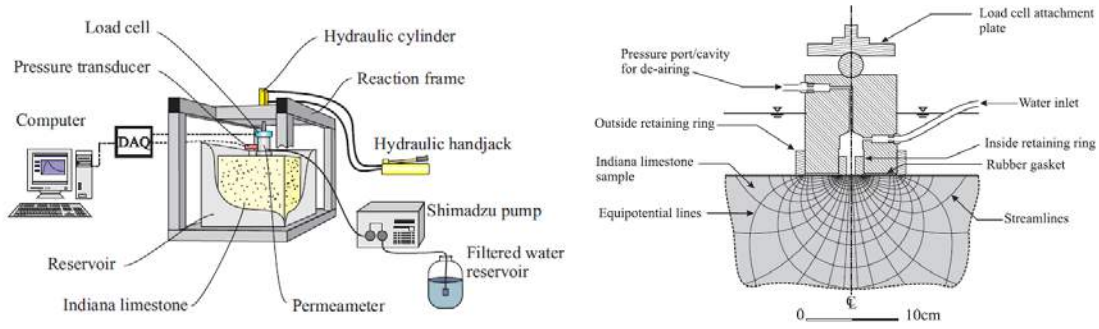 Load cell
Hydraulic cylinder
Pressure transducer
Reaction frame
Computer
DAQ
Hydraulic handjack
Shimadzu pump
Filtered water
reservoir
Reservoir
Indiana limestone
Permeameter
Load cell attachment
plate
Pressure port/cavity
for de-airing
Water inlet
Outside retaining ring
Inside retaining ring
Indiana limestone
sample
Rubber gasket
Equipotential lines
Streamlines
℄
0 10cm